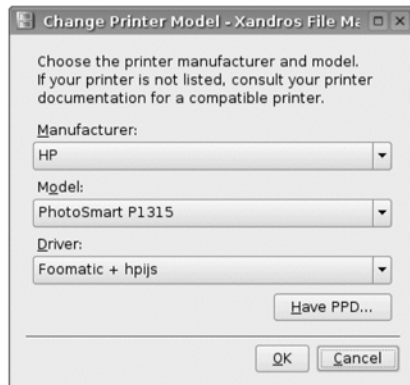 Change Printer Model - Xandros File Ma
Choose the printer manufacturer and model.
If your printer is not listed, consult your printer
documentation for a compatible printer.
Manufacturer:
HP
Model:
PhotoSmart P1315
Driver:
Foomatic + hpijs
Have PPD...
OK Cancel